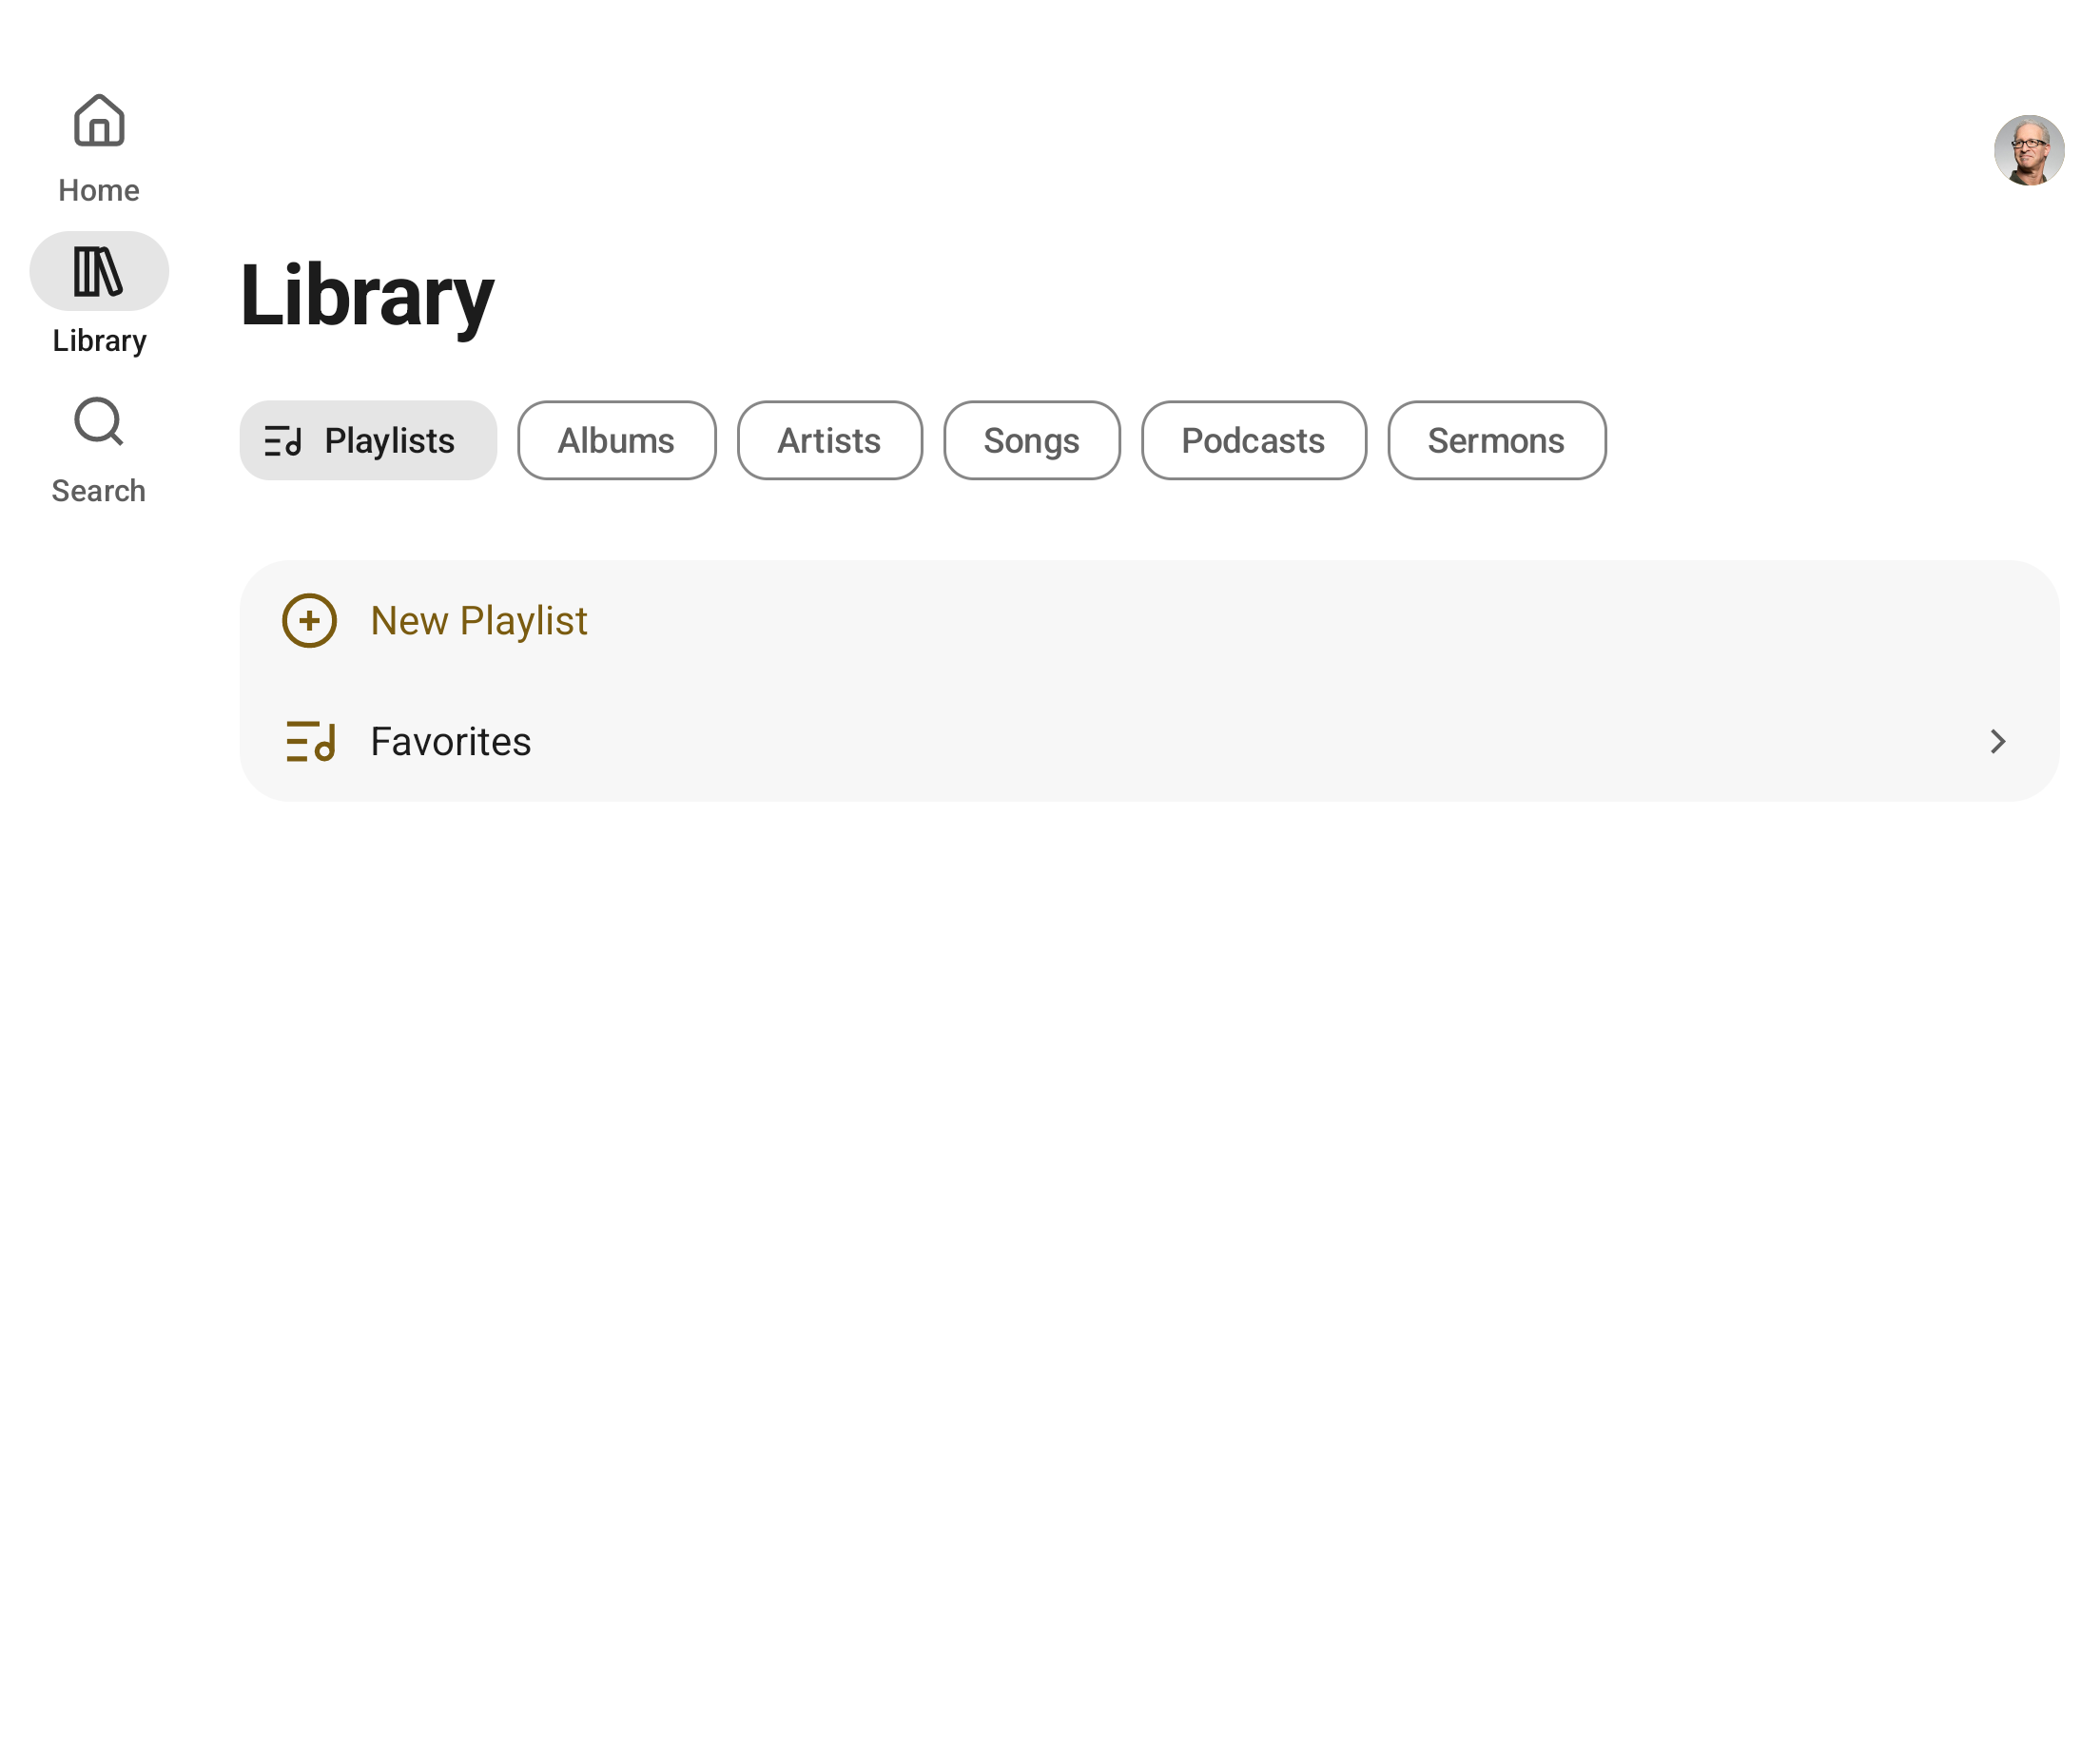 Home
Library
Search
Library
Playlists
Albums
Artists
Songs
Podcasts
Sermons
New Playlist
Favorites